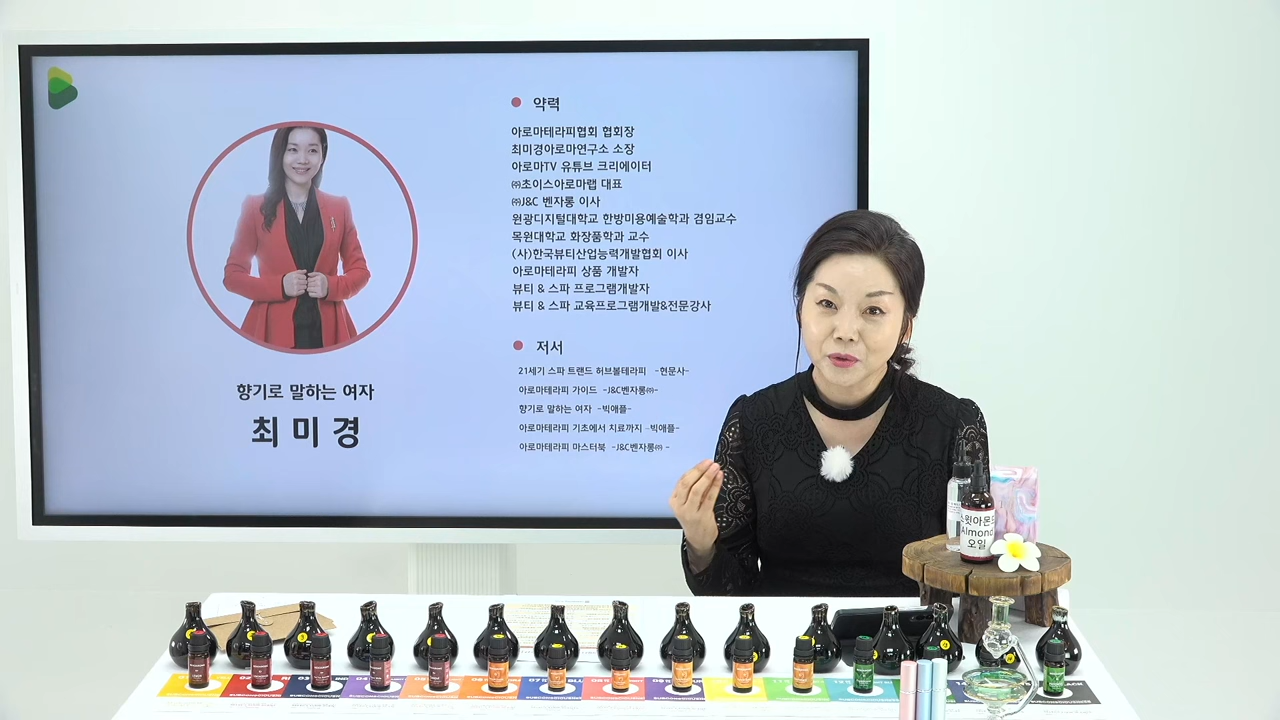 약력
아로마테라피협회 협회장
최미경아로마연구소 소장
아로마TV 유튜브 크리에이터
㈜초이스아로마랩 대표
㈜J&C 벤자롱 이사
원광디지털대학교 한방미용예술학과 겸임교수
목원대학교 화장품학과 교수
(사)한국뷰티산업능력개발협회 이사
아로마테라피 상품 개발자
뷰티 & 스파 프로그램개발자
뷰티 & 스파 교육프로그램개발&전문강사
저서
21세기 스파 트랜드 허브볼테라피 -현문사-
아로마테라피 가이드 -J&C벤자롱㈜-
향기로 말하는 여자 -빅애플-
아로마테라피 기초에서 치료까지 -빅애플-
아로마테라피 마스터북 -J&C벤자롱㈜ -
향기로 말하는 여자
최미경
스윗아몬드
Almond
오일